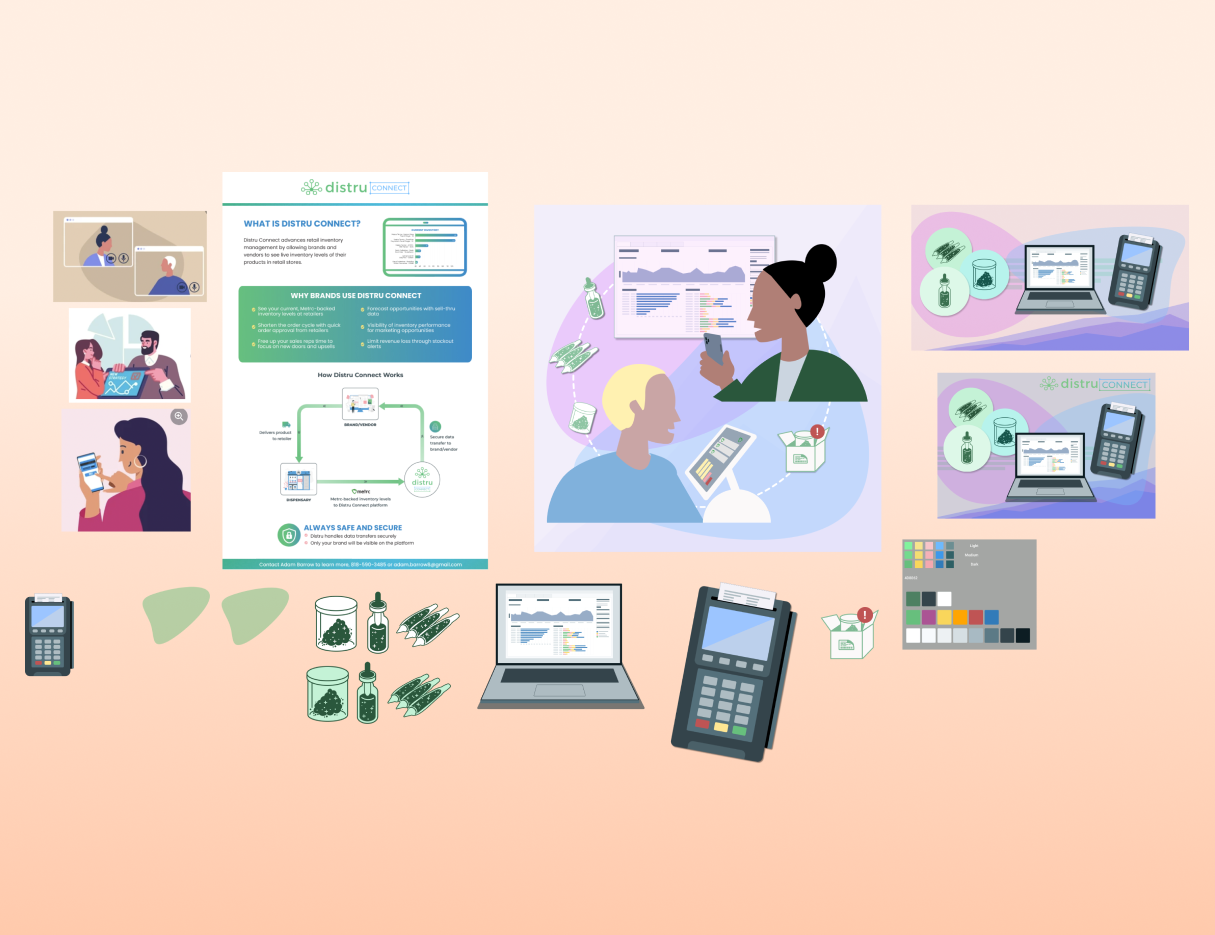 distru CONNECT
WHAT IS DISTRU CONNECT?
Distru Connect advances retail inventory
management by allowing brands and
vendors to see live inventory levels of their
products in retail stores.
WHY BRANDS USE DISTRU CONNECT
See your current, Metrc-backed
inventory levels at retailers
Shorten the order cycle with quick
order approval from retailers
Free up your sales reps time to
focus on new doors and upsells
Forecast opportunities with sell-thru
data
Visibility of inventory performance
for marketing opportunities
Limit revenue loss through stockout
alerts
How Distru Connect Works
BRAND/VENDOR
Delivers product
to retailer
Secure data
transfer to
brand/vendor
DISPENSARY
metrc
Metrc-backed inventory levels
to Distru Connect platform
distru
ALWAYS SAFE AND SECURE
Distru handles data transfers securely
Only your brand will be visible on the platform
distru CONNECT
Light
Medium
Dark